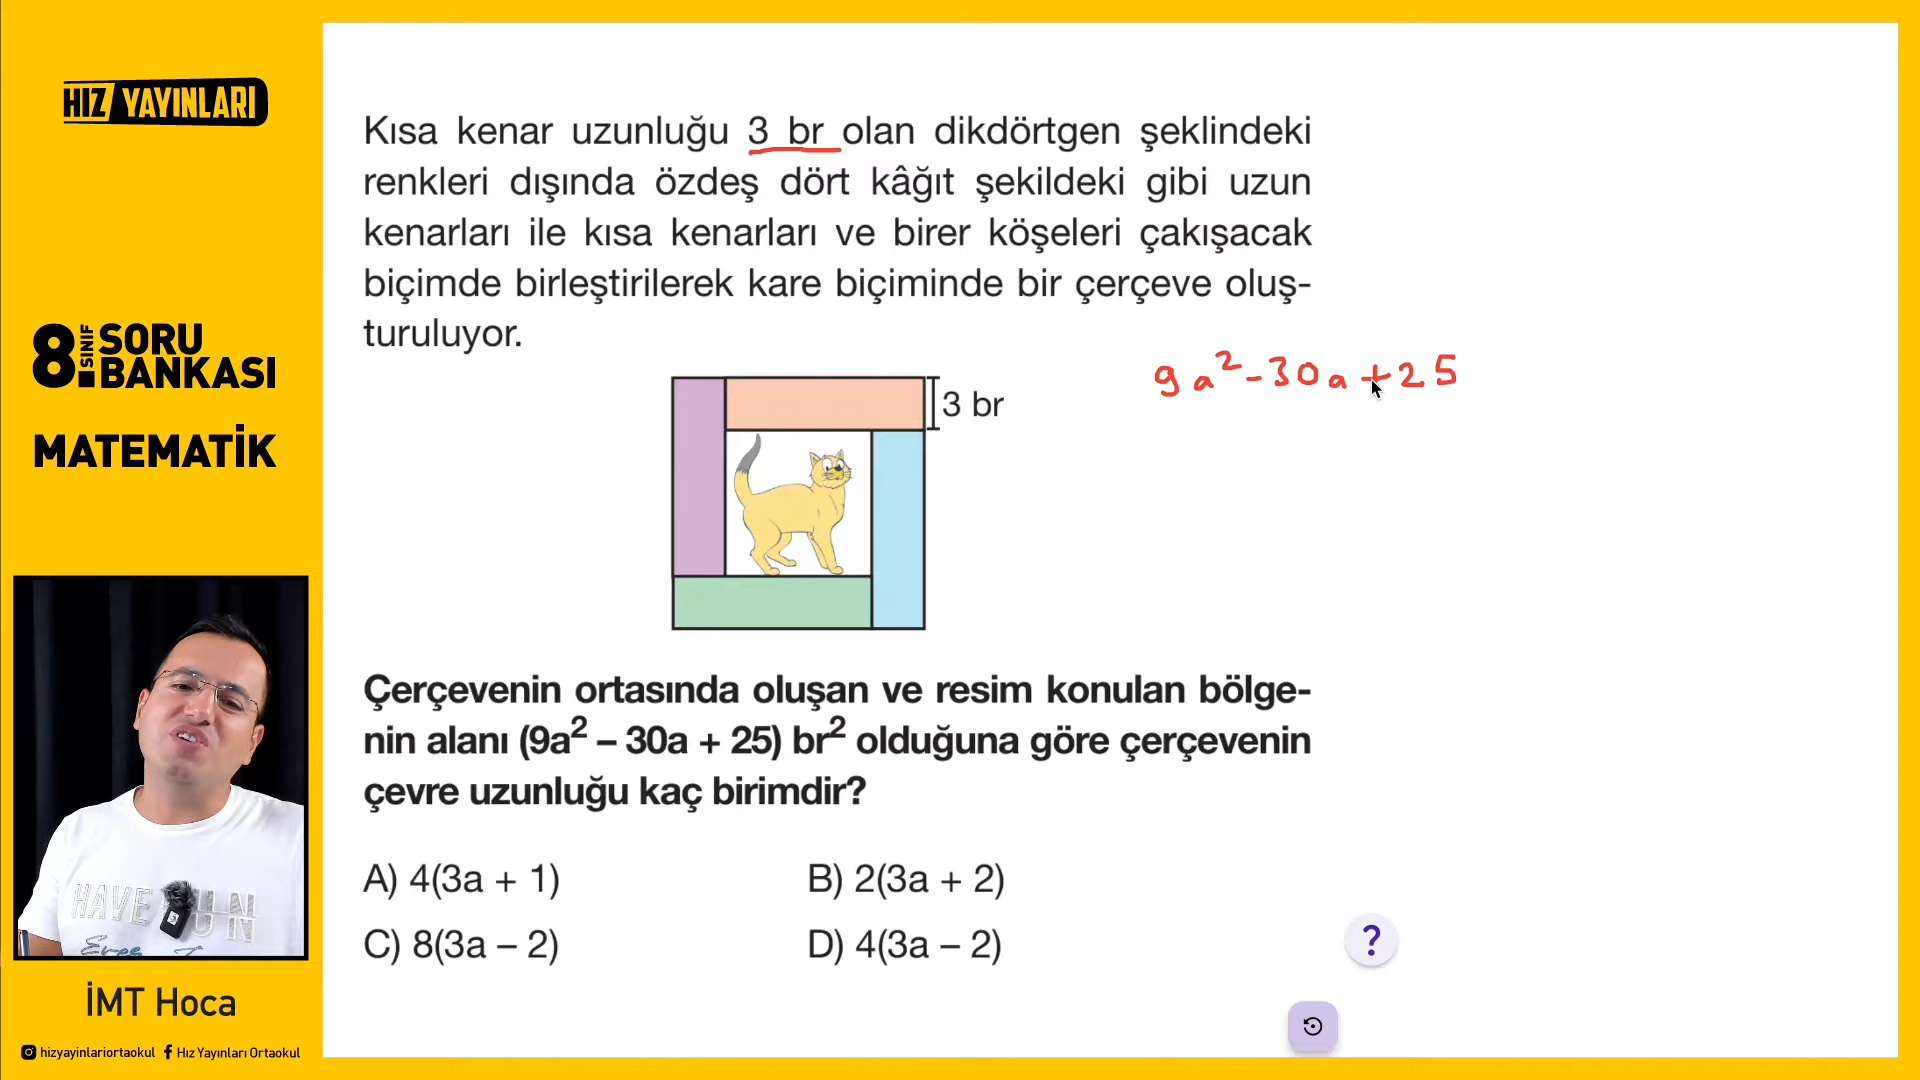 HIZ YAYINLARI
8. SINIF SORU BANKASI
MATEMATİK
Kısa kenar uzunluğu 3 br olan dikdörtgen şeklindeki
renkleri dışında özdeş dört kâğıt şekildeki gibi uzun
kenarları ile kısa kenarları ve birer köşeleri çakışacak
biçimde birleştirilerek kare biçiminde bir çerçeve oluş-
turuluyor.
9a² - 30a + 25
3 br
Çerçevenin ortasında oluşan ve resim konulan bölge-
nin alanı (9a² – 30a + 25) br² olduğuna göre çerçevenin
çevre uzunluğu kaç birimdir?
A) 4(3a + 1)
B) 2(3a + 2)
C) 8(3a – 2)
D) 4(3a – 2)
?
HAVE
İMT Hoca
hizyayinlariortaokul Hız Yayınları Ortaokul